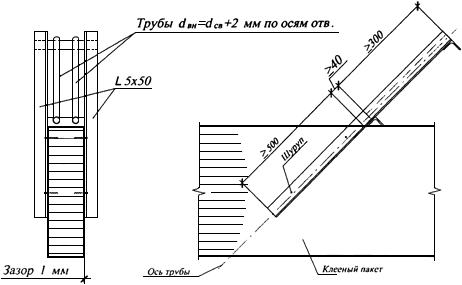 Трубы dвн=dсв+2 мм по осям отв.
L 5x50
≥300
≥40
≥500
Шуруп
Зазор 1 мм
Ось трубы
Клееный пакет